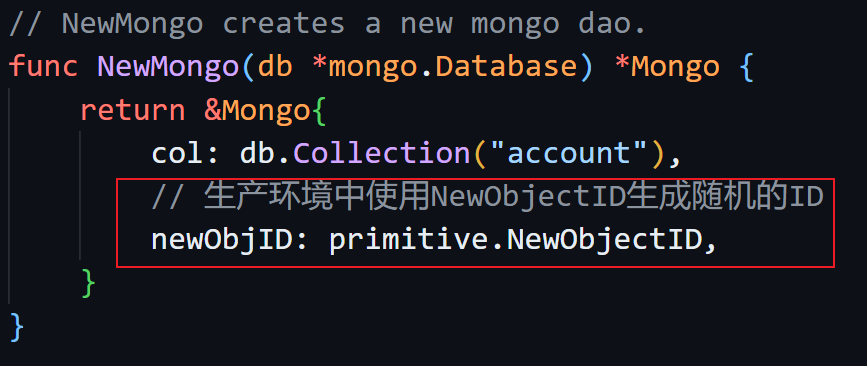 // NewMongo creates a new mongo dao.
func NewMongo(db *mongo.Database) *Mongo {
    return &Mongo{
        col: db.Collection("account"),
        // 生产环境中使用NewObjectID生成随机的ID
        newObjID: primitive.NewObjectID,
    }
}